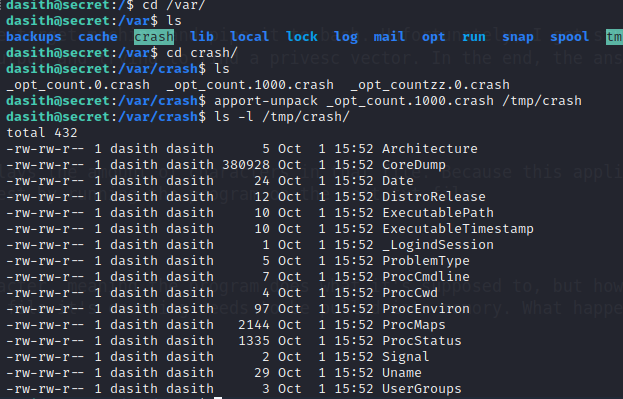 dasith@secret:/$ cd /var/
dasith@secret:/var$ ls
backups cache crash lib local lock log mail opt run snap spool tm
dasith@secret:/var$ cd crash/
dasith@secret:/var/crash$ ls
_opt_count.0.crash _opt_count.1000.crash _opt_countzz.0.crash
dasith@secret:/var/crash$ apport-unpack _opt_count.1000.crash /tmp/crash
dasith@secret:/var/crash$ ls -l /tmp/crash/
total 432
-rw-rw-r-- 1 dasith dasith 5 Oct 1 15:52 Architecture
-rw-rw-r-- 1 dasith dasith 380928 Oct 1 15:52 CoreDump
-rw-rw-r-- 1 dasith dasith 24 Oct 1 15:52 Date
-rw-rw-r-- 1 dasith dasith 12 Oct 1 15:52 DistroRelease
-rw-rw-r-- 1 dasith dasith 10 Oct 1 15:52 ExecutablePath
-rw-rw-r-- 1 dasith dasith 10 Oct 1 15:52 ExecutableTimestamp
-rw-rw-r-- 1 dasith dasith 1 Oct 1 15:52 _LogindSession
-rw-rw-r-- 1 dasith dasith 5 Oct 1 15:52 ProblemType
-rw-rw-r-- 1 dasith dasith 7 Oct 1 15:52 ProcCmdline
-rw-rw-r-- 1 dasith dasith 4 Oct 1 15:52 ProcCwd
-rw-rw-r-- 1 dasith dasith 97 Oct 1 15:52 ProcEnviron
-rw-rw-r-- 1 dasith dasith 2144 Oct 1 15:52 ProcMaps
-rw-rw-r-- 1 dasith dasith 1335 Oct 1 15:52 ProcStatus
-rw-rw-r-- 1 dasith dasith 2 Oct 1 15:52 Signal
-rw-rw-r-- 1 dasith dasith 29 Oct 1 15:52 Uname
-rw-rw-r-- 1 dasith dasith 3 Oct 1 15:52 UserGroups